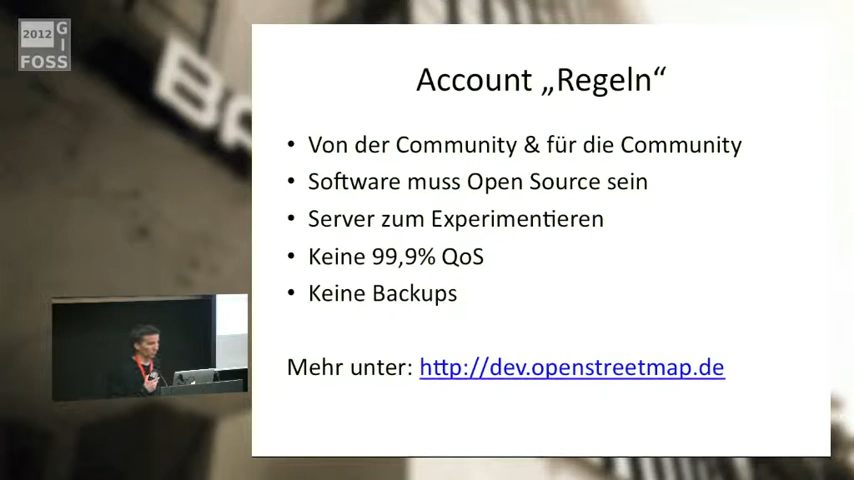 2012
G
I
FOSS
BA
Account „Regeln“
• Von der Community & für die Community
• Software muss Open Source sein
• Server zum Experimentieren
• Keine 99,9% QoS
• Keine Backups
Mehr unter: http://dev.openstreetmap.de